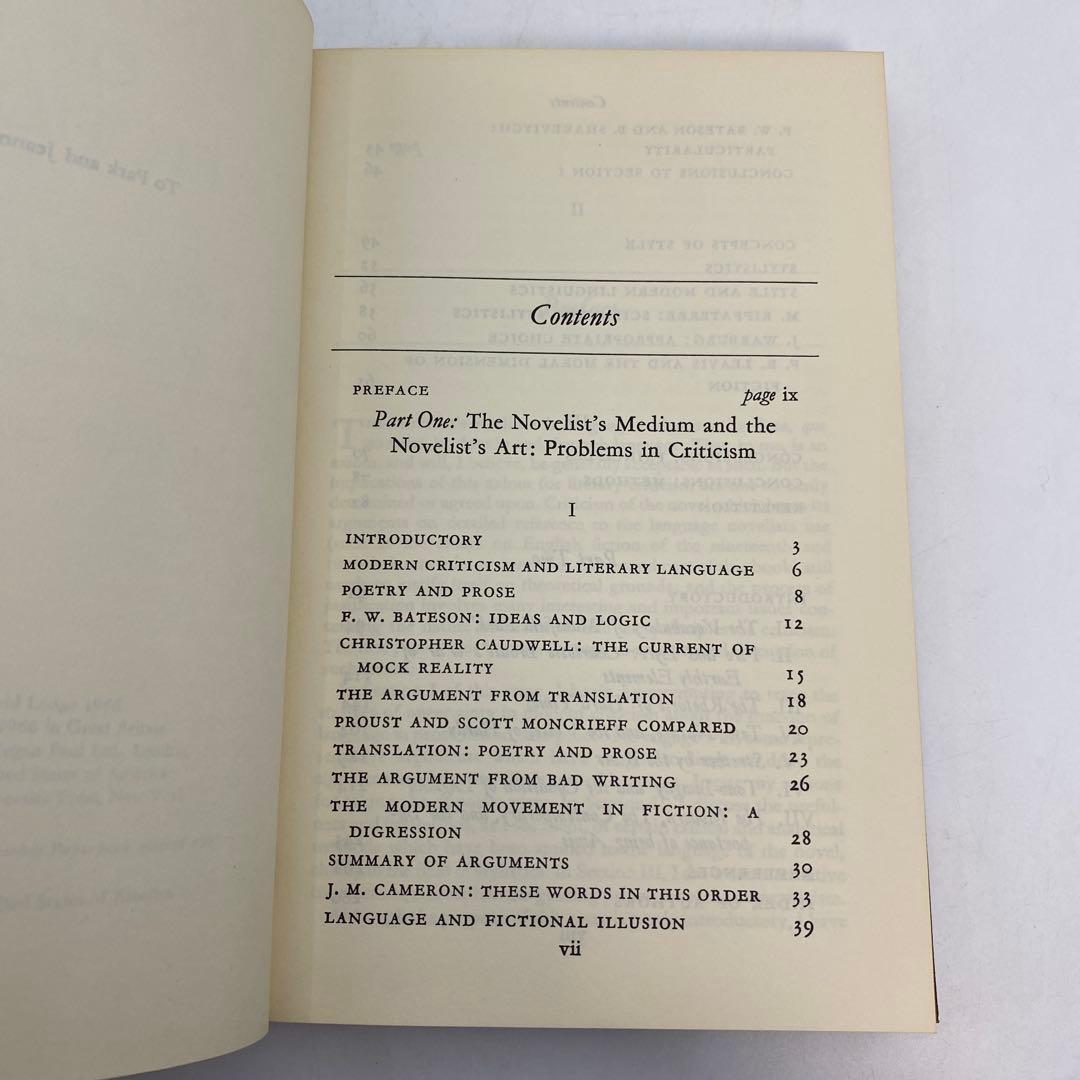 To Park and Jeanne
Contents
PREFACE page ix
Part One: The Novelist's Medium and the
Novelist's Art: Problems in Criticism
I
INTRODUCTORY 3
MODERN CRITICISM AND LITERARY LANGUAGE 6
POETRY AND PROSE 8
F. W. BATESON: IDEAS AND LOGIC 12
CHRISTOPHER CAUDWELL: THE CURRENT OF
MOCK REALITY 15
THE ARGUMENT FROM TRANSLATION 18
PROUST AND SCOTT MONCRIEFF COMPARED 20
TRANSLATION: POETRY AND PROSE 23
THE ARGUMENT FROM BAD WRITING 26
THE MODERN MOVEMENT IN FICTION: A
DIGRESSION 28
SUMMARY OF ARGUMENTS 30
J. M. CAMERON: THESE WORDS IN THIS ORDER 33
LANGUAGE AND FICTIONAL ILLUSION 39
vii